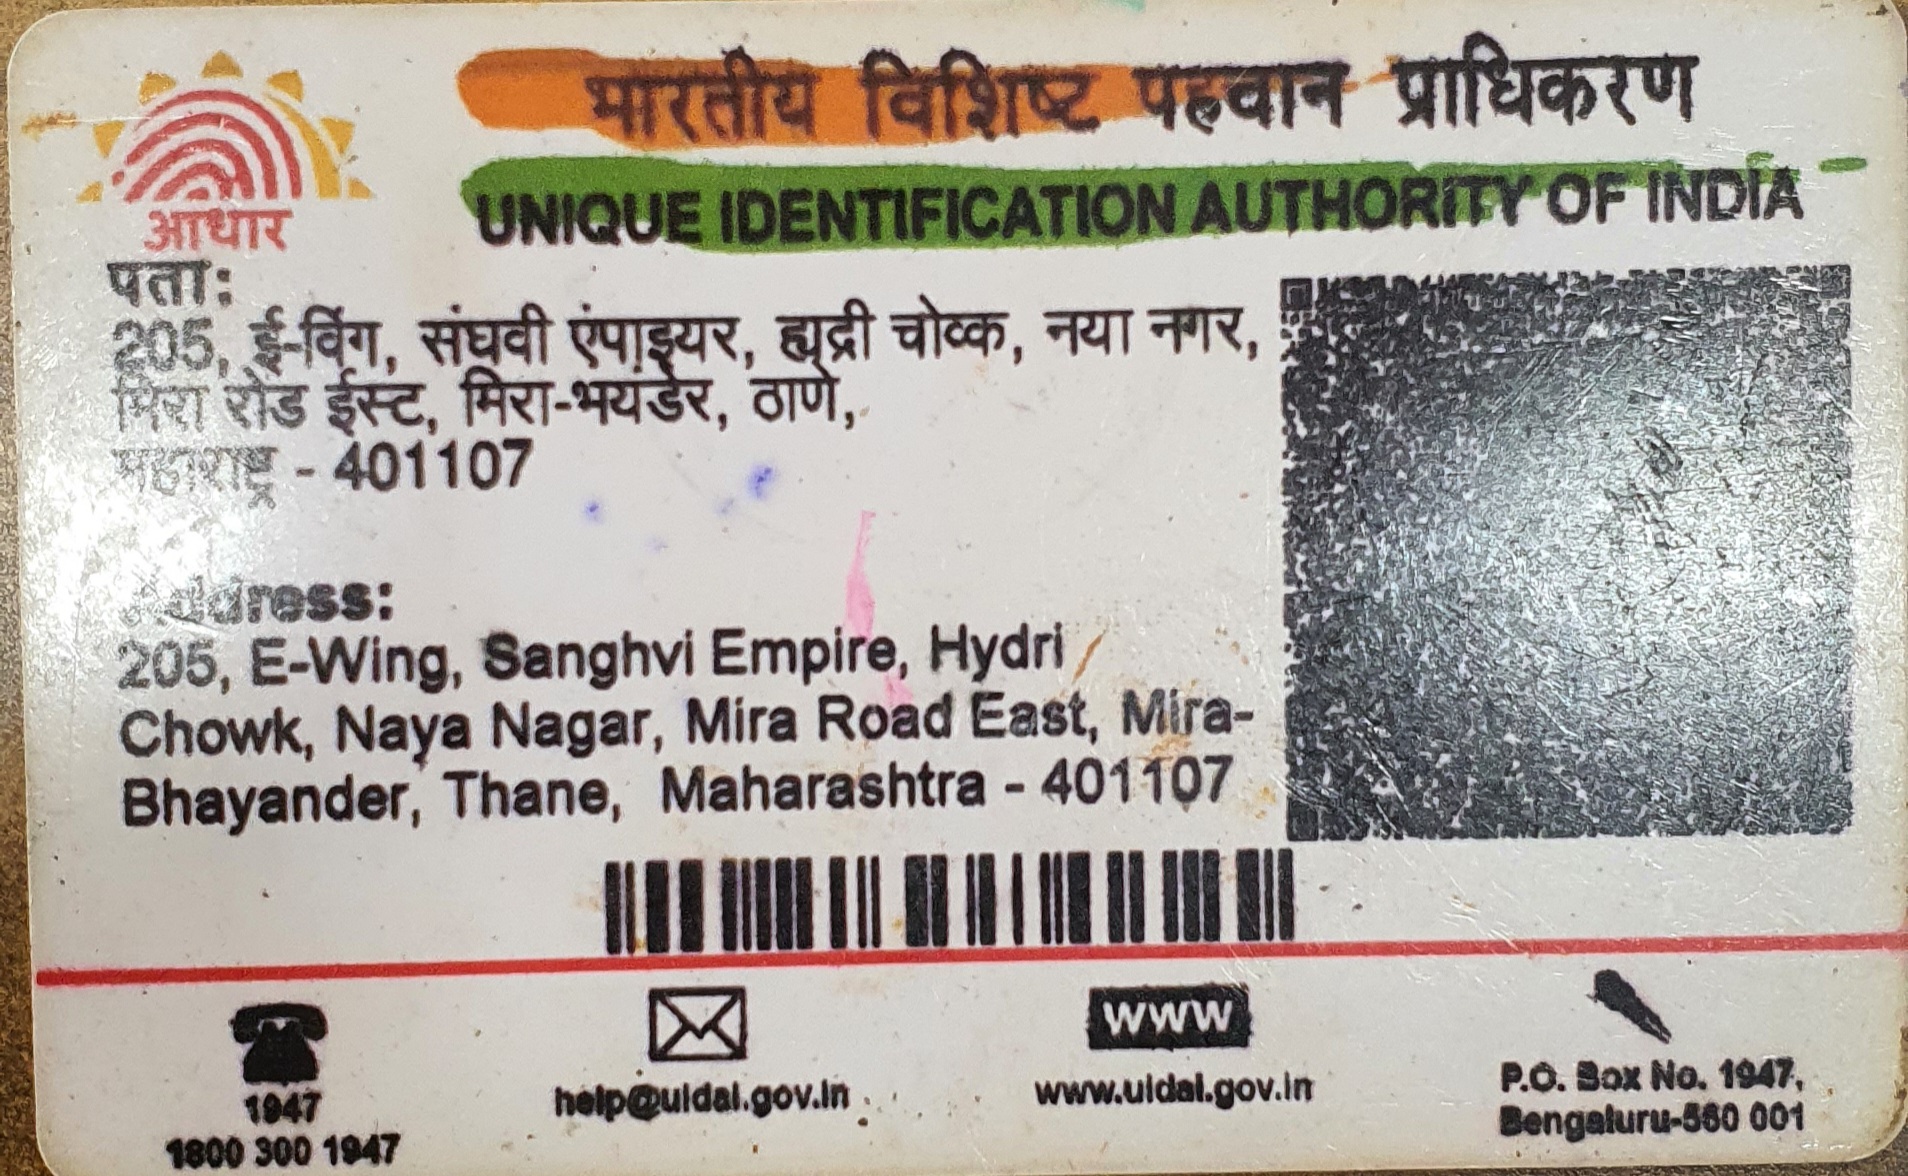 भारतीय विशिष्ट पहचान प्राधिकरण
UNIQUE IDENTIFICATION AUTHORITY OF INDIA
आधार
पता:
205, ई-विंग, संघवी एंपाइयर, ह्यद्री चोव्क, नया नगर,
मिरा रोड ईस्ट, मिरा-भयंडेर, ठाणे,
महाराष्ट्र - 401107
Address:
205, E-Wing, Sanghvi Empire, Hydri
Chowk, Naya Nagar, Mira Road East, Mira-
Bhayander, Thane, Maharashtra - 401107
WWW
1947
1800 300 1947
help@uidai.gov.in
www.uidai.gov.in
P.O. Box No. 1947,
Bengaluru-560 001